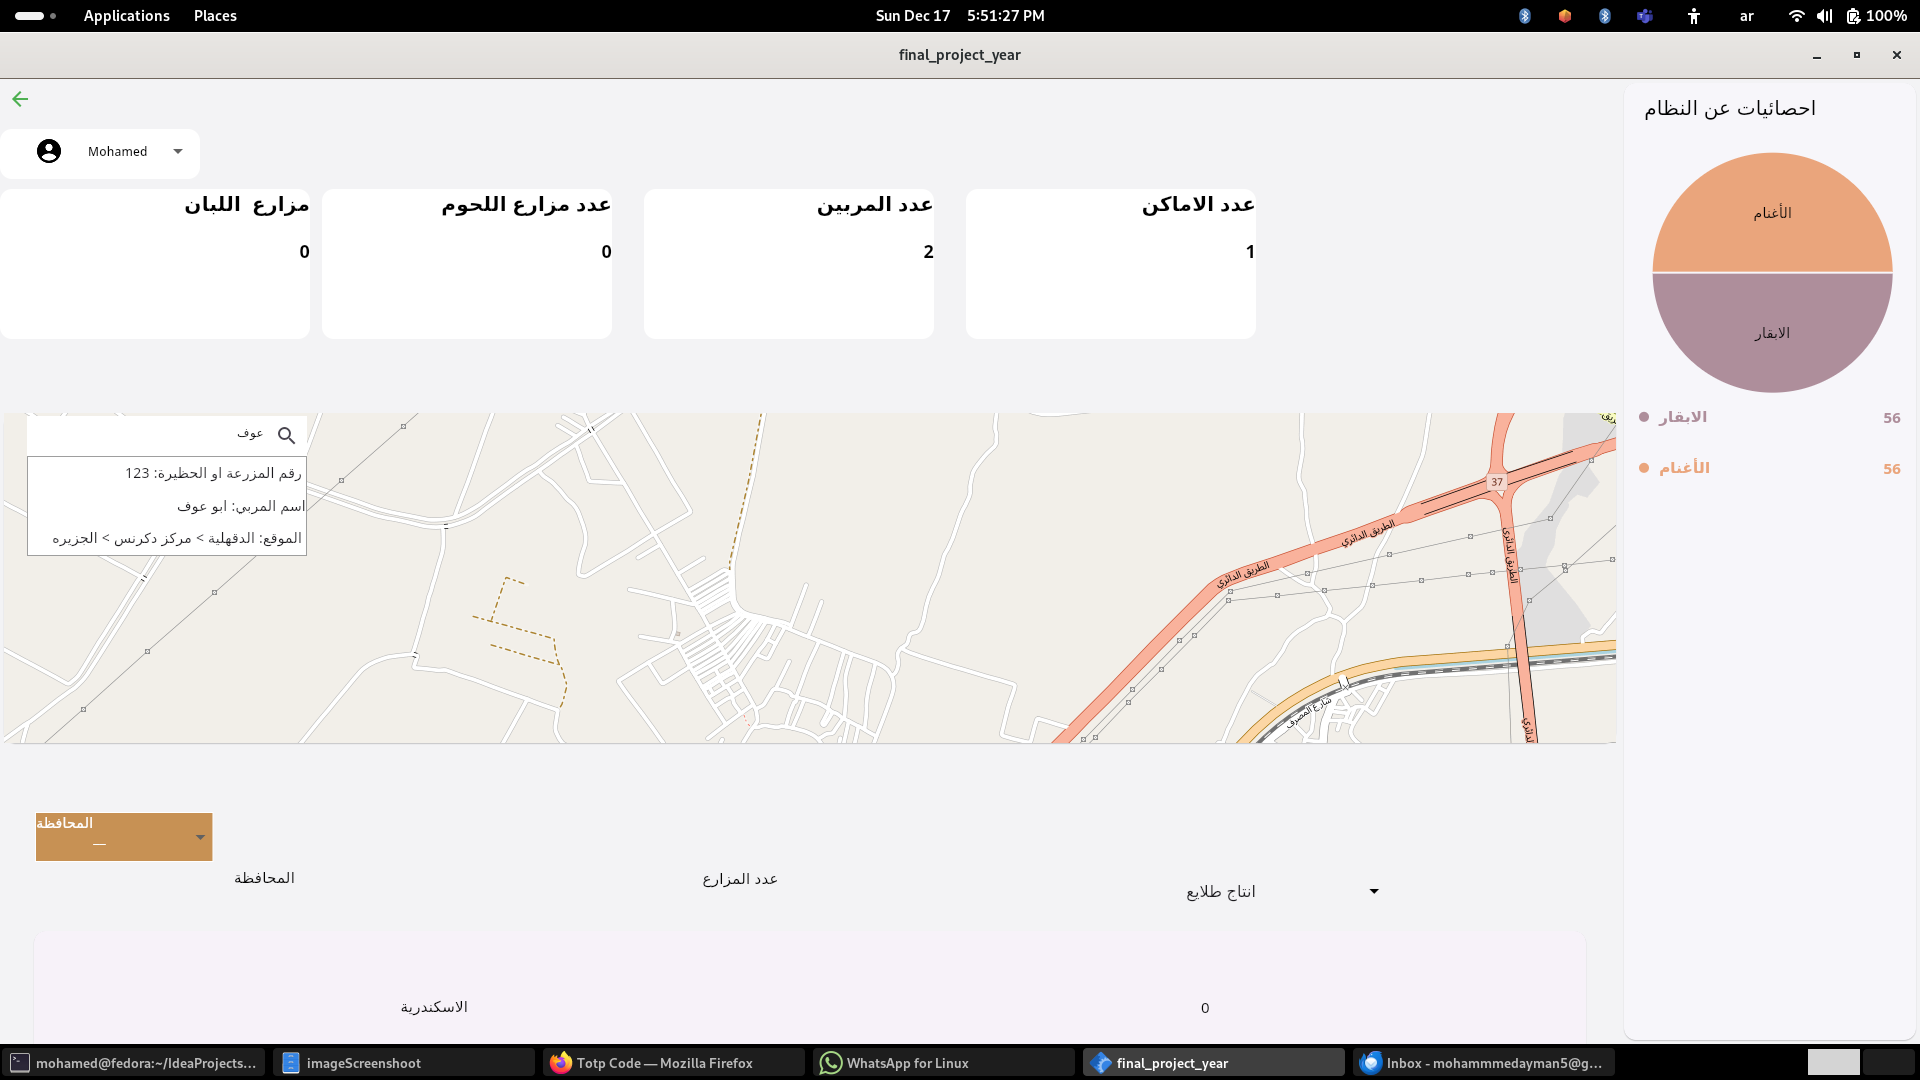 Applications Places Sun Dec 17 5:51:27 PM ar 100%
final_project_year
Mohamed
احصائيات عن النظام
مزارع اللبان
0
عدد مزارع اللحوم
0
عدد المربين
2
عدد الاماكن
1
الأغنام
الابقار
الابقار 56
الأغنام 56
عوف
رقم المزرعة او الحظيرة: 123
اسم المربي: ابو عوف
الموقع: الدقهلية > مركز دكرنس > الجزيره
37
الطريق الدائري
الطريق الدائري
الطريق الدائري
شارع المصرف
المحافظة
—
المحافظة
عدد المزارع
انتاج طلايع
الاسكندرية
0
mohamed@fedora:~/IdeaProjects... imageScreenshoot Totp Code — Mozilla Firefox WhatsApp for Linux final_project_year Inbox - mohammmedayman5@g...